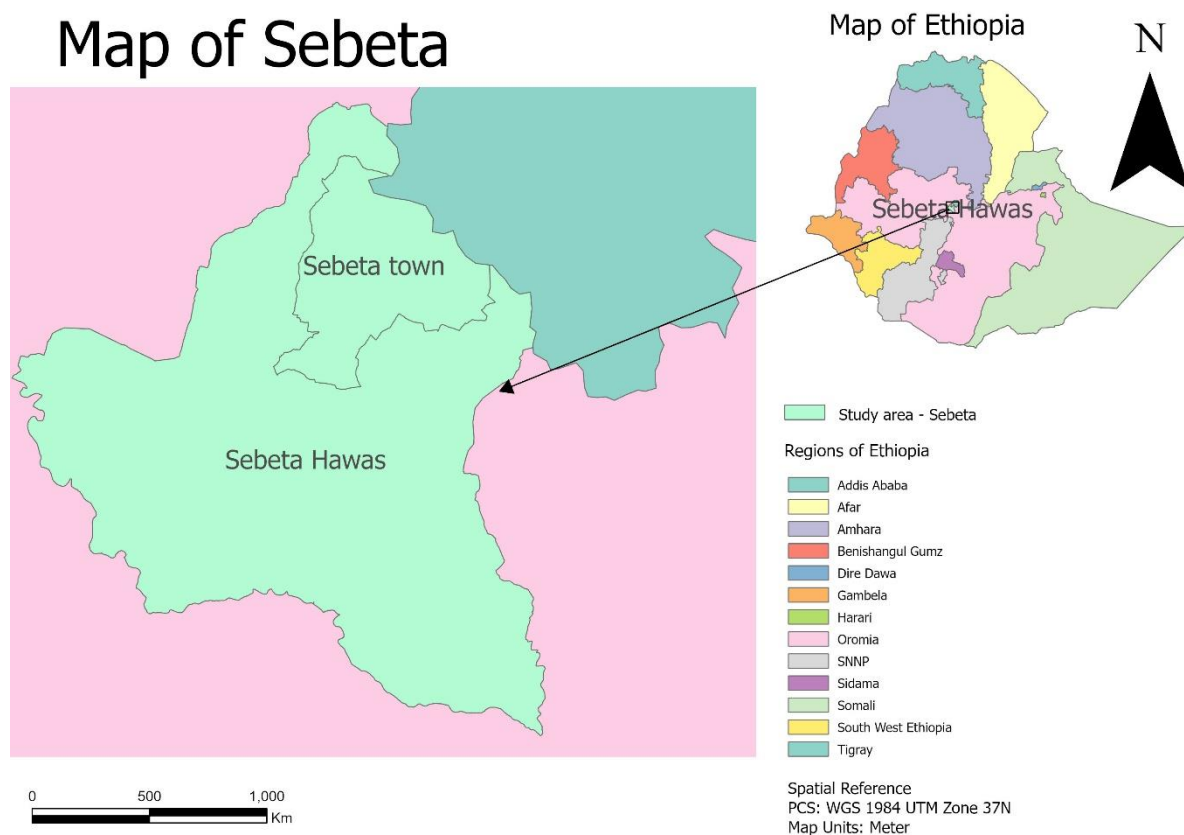 Map of Sebeta
Sebeta town
Sebeta Hawas
0 500 1,000
Km
Map of Ethiopia
N
Sebeta Hawas
Study area - Sebeta
Regions of Ethiopia
Addis Ababa
Afar
Amhara
Benishangul Gumz
Dire Dawa
Gambela
Harari
Oromia
SNNP
Sidama
Somali
South West Ethiopia
Tigray
Spatial Reference
PCS: WGS 1984 UTM Zone 37N
Map Units: Meter